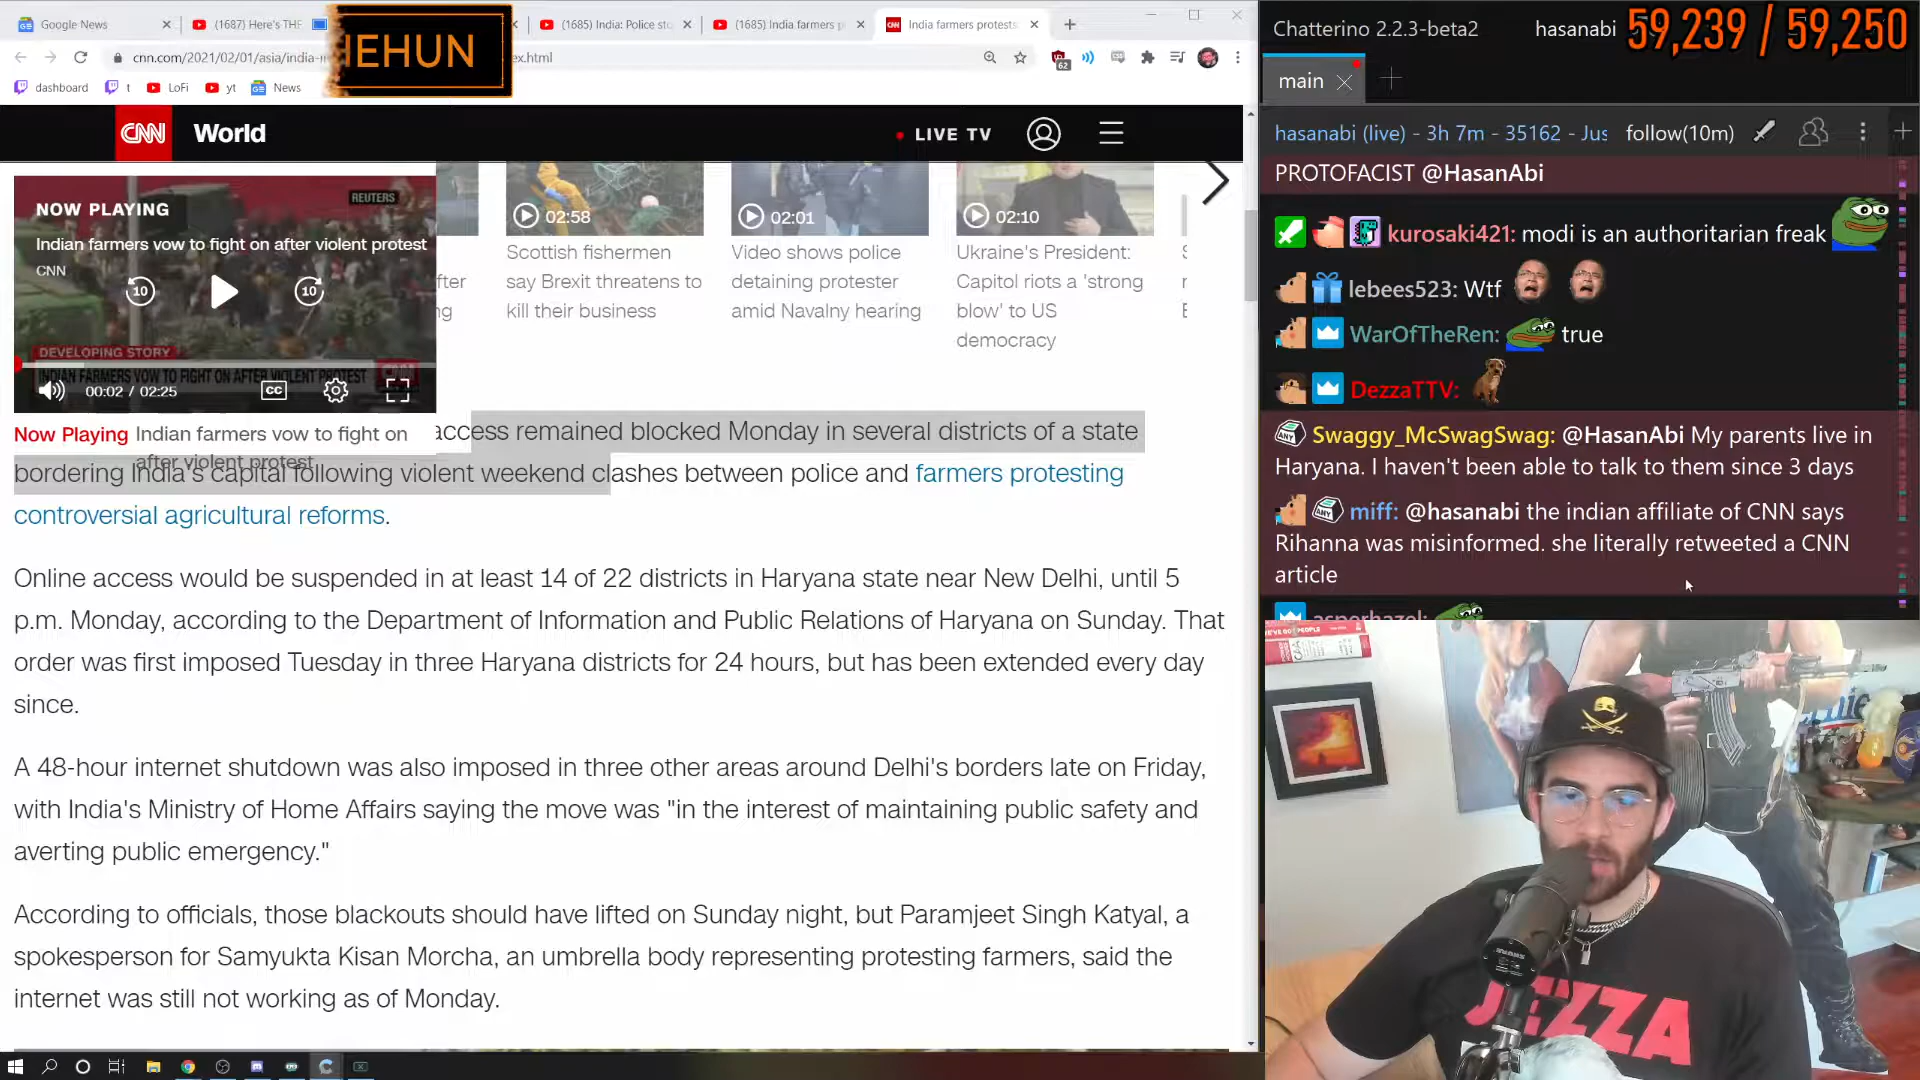 Google News
(1687) Here's THE
(1685) India: Police sto
(1685) India farmers p
India farmers protests
HEHUN
cnn.com/2021/02/01/asia/india-
ex.html
62
dashboard
t
LoFi
yt
News
CNN World
LIVE TV
NOW PLAYING
REUTERS
Indian farmers vow to fight on after violent protest
CNN
10
10
DEVELOPING STORY
INDIAN FARMERS VOW TO FIGHT ON AFTER VIOLENT PROTEST
00:02 / 02:25
CC
fter
ng
02:58
Scottish fishermen
say Brexit threatens to
kill their business
02:01
Video shows police
detaining protester
amid Navalny hearing
02:10
Ukraine's President:
Capitol riots a 'strong
blow' to US
democracy
Now Playing Indian farmers vow to fight on
after violent protest
access remained blocked Monday in several districts of a state
bordering India's capital following violent weekend clashes between police and farmers protesting
controversial agricultural reforms.
Online access would be suspended in at least 14 of 22 districts in Haryana state near New Delhi, until 5
p.m. Monday, according to the Department of Information and Public Relations of Haryana on Sunday. That
order was first imposed Tuesday in three Haryana districts for 24 hours, but has been extended every day
since.
A 48-hour internet shutdown was also imposed in three other areas around Delhi's borders late on Friday,
with India's Ministry of Home Affairs saying the move was "in the interest of maintaining public safety and
averting public emergency."
According to officials, those blackouts should have lifted on Sunday night, but Paramjeet Singh Katyal, a
spokesperson for Samyukta Kisan Morcha, an umbrella body representing protesting farmers, said the
internet was still not working as of Monday.
Chatterino 2.2.3-beta2
hasanabi
59,239 / 59,250
main
hasanabi (live) - 3h 7m - 35162 - Jus
follow(10m)
PROTOFACIST @HasanAbi
kurosaki421: modi is an authoritarian freak
lebees523: Wtf
WarOfTheRen: true
DezzaTTV:
Swaggy_McSwagSwag: @HasanAbi My parents live in
Haryana. I haven't been able to talk to them since 3 days
miff: @hasanabi the indian affiliate of CNN says
Rihanna was misinformed. she literally retweeted a CNN
article
JEZZA